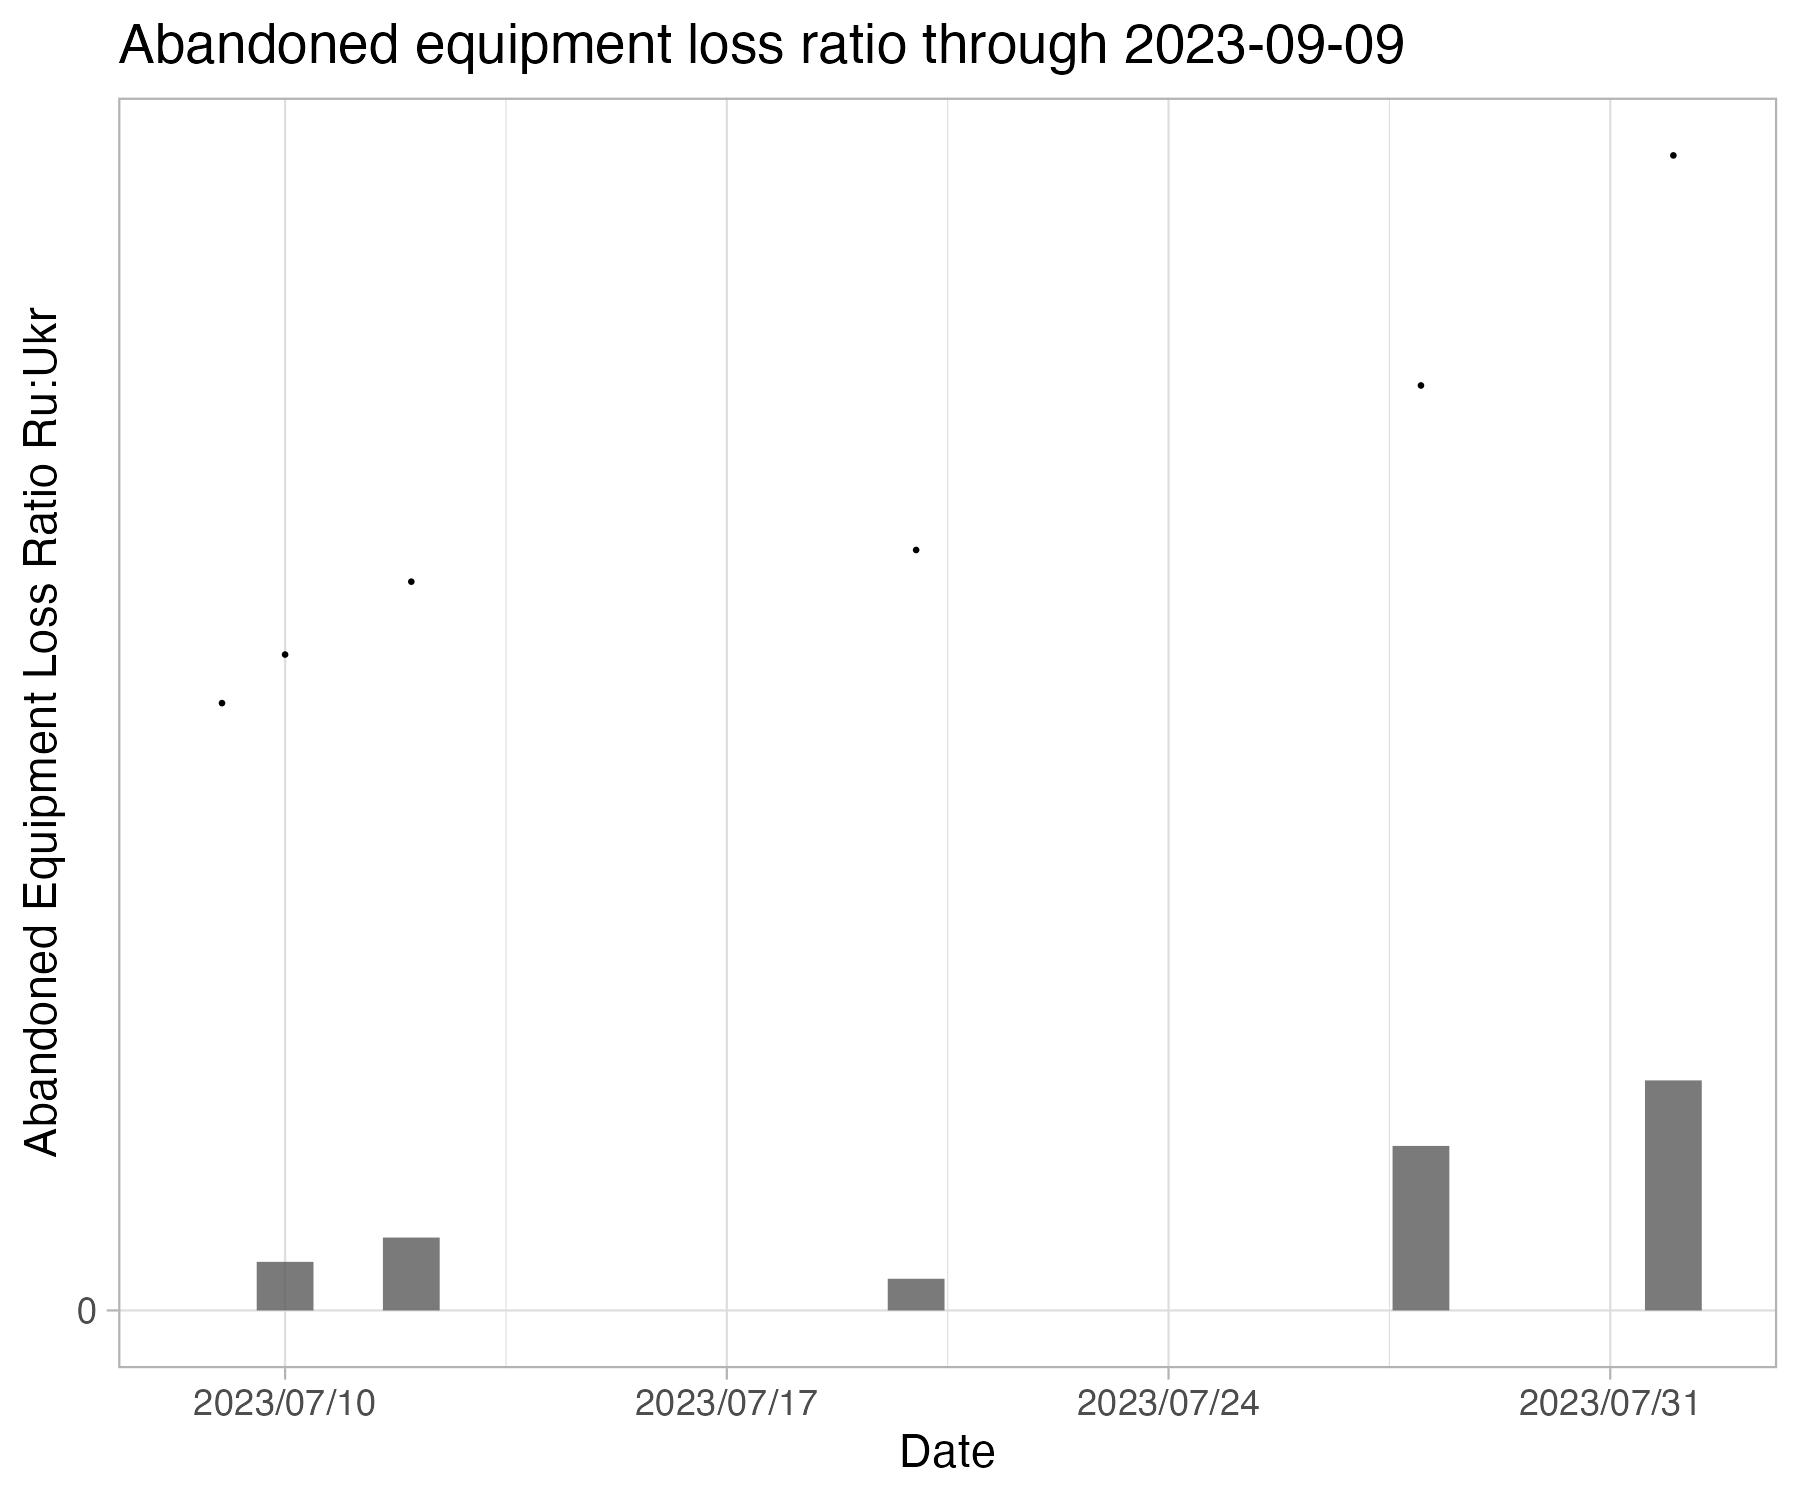 Abandoned equipment loss ratio through 2023-09-09
Abandoned Equipment Loss Ratio Ru:Ukr
0
2023/07/10
2023/07/17
2023/07/24
2023/07/31
Date